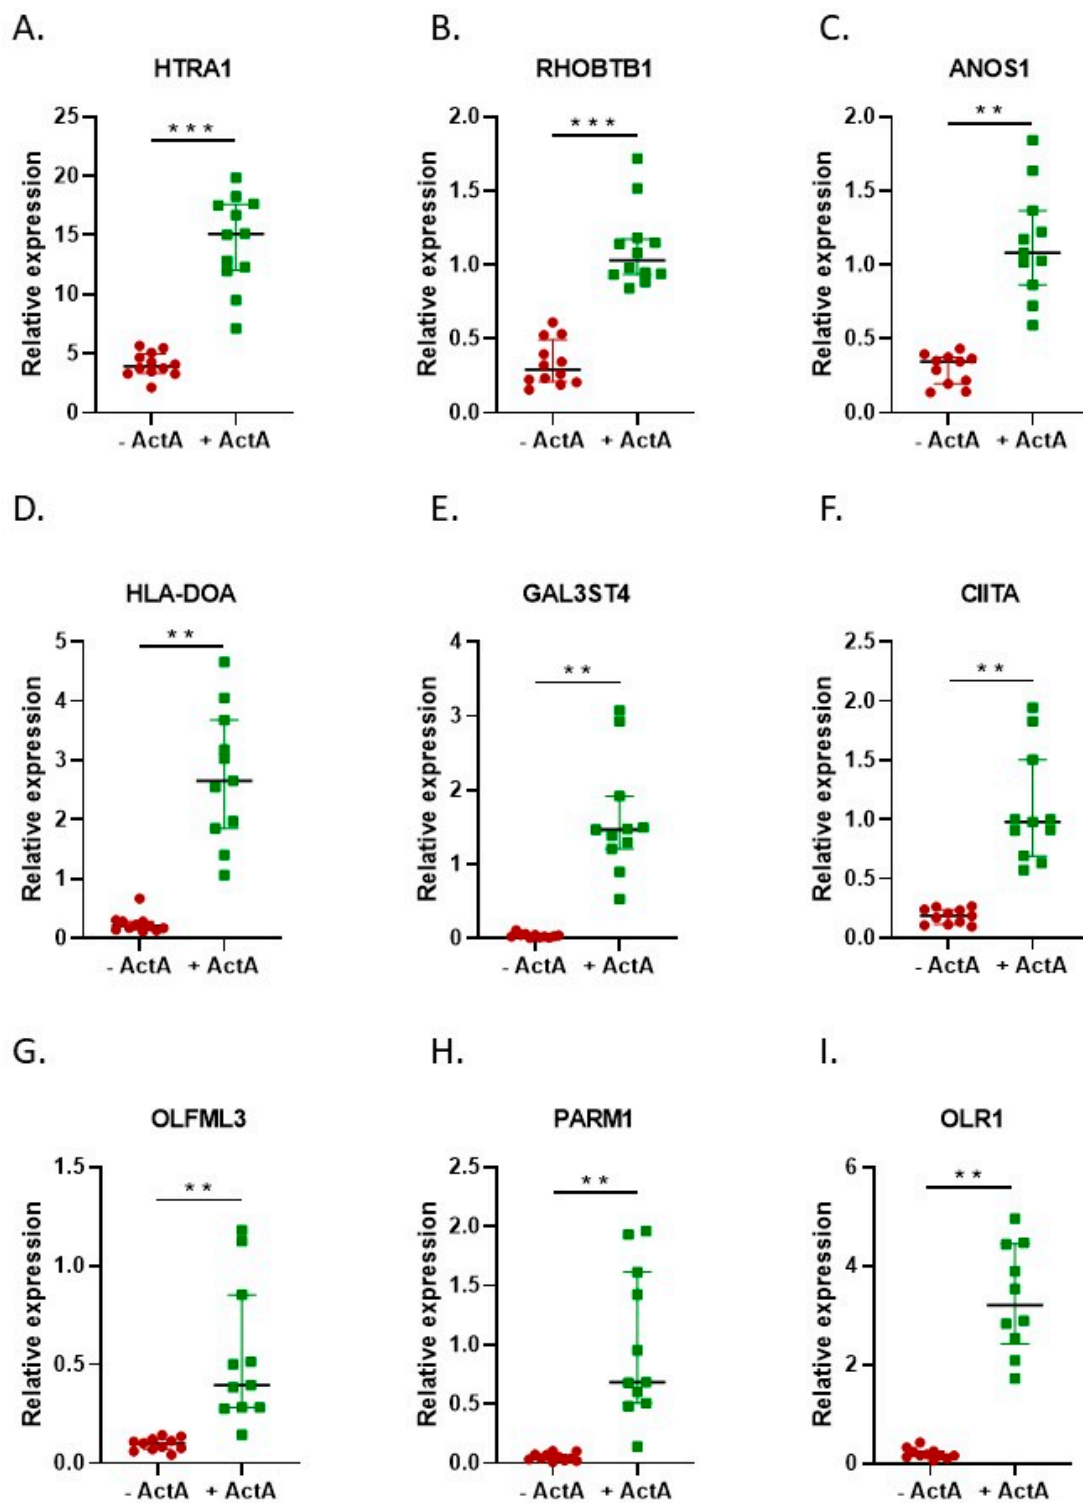 A.
B.
C.
HTRA1
RHOBTB1
ANOS1
Relative expression
25
20
15
10
5
0
* * *
- ActA + ActA
Relative expression
2.0
1.5
1.0
0.5
0.0
* * *
- ActA + ActA
Relative expression
2.0
1.5
1.0
0.5
0.0
* *
- ActA + ActA
D.
E.
F.
HLA-DOA
GAL3ST4
CIITA
Relative expression
5
4
3
2
1
0
* *
- ActA + ActA
Relative expression
4
3
2
1
0
* *
- ActA + ActA
Relative expression
2.5
2.0
1.5
1.0
0.5
0.0
* *
- ActA + ActA
G.
H.
I.
OLFML3
PARM1
OLR1
Relative expression
1.5
1.0
0.5
0.0
* *
- ActA + ActA
Relative expression
2.5
2.0
1.5
1.0
0.5
0.0
* *
- ActA + ActA
Relative expression
6
4
2
0
* *
- ActA + ActA